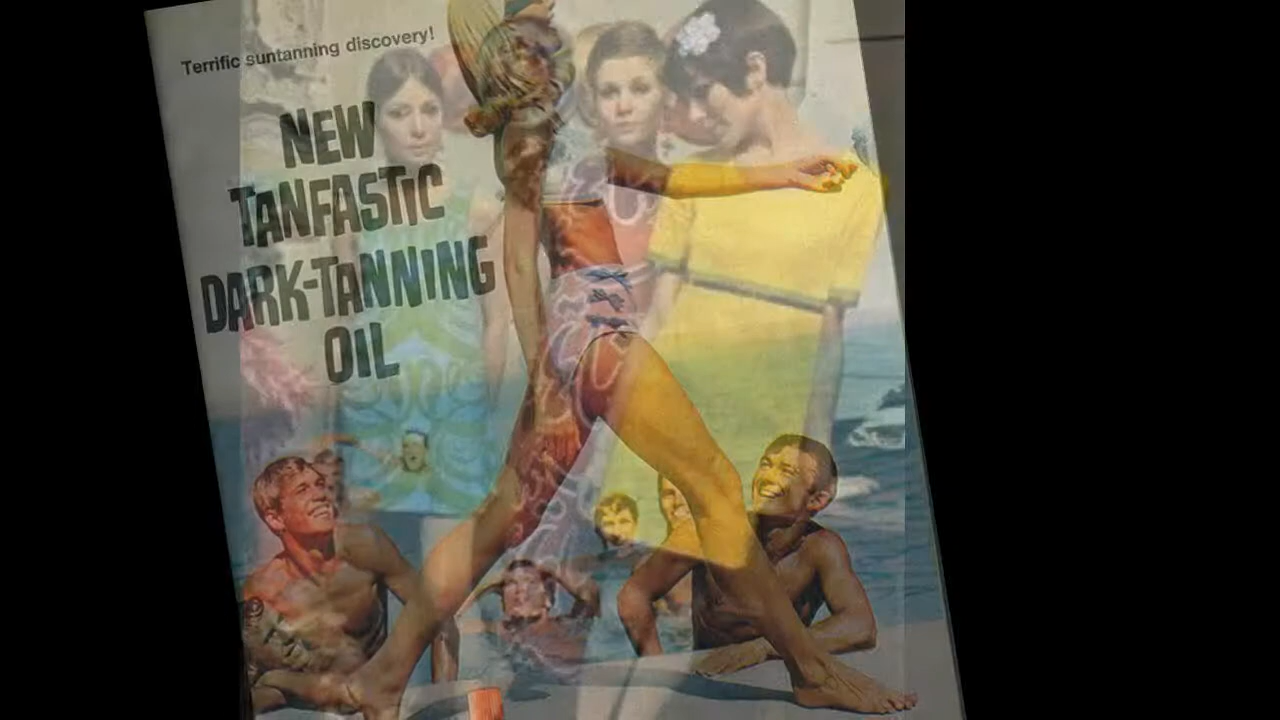 Terrific suntanning discovery!
NEW
TANFASTIC
DARK-TANNING
OIL